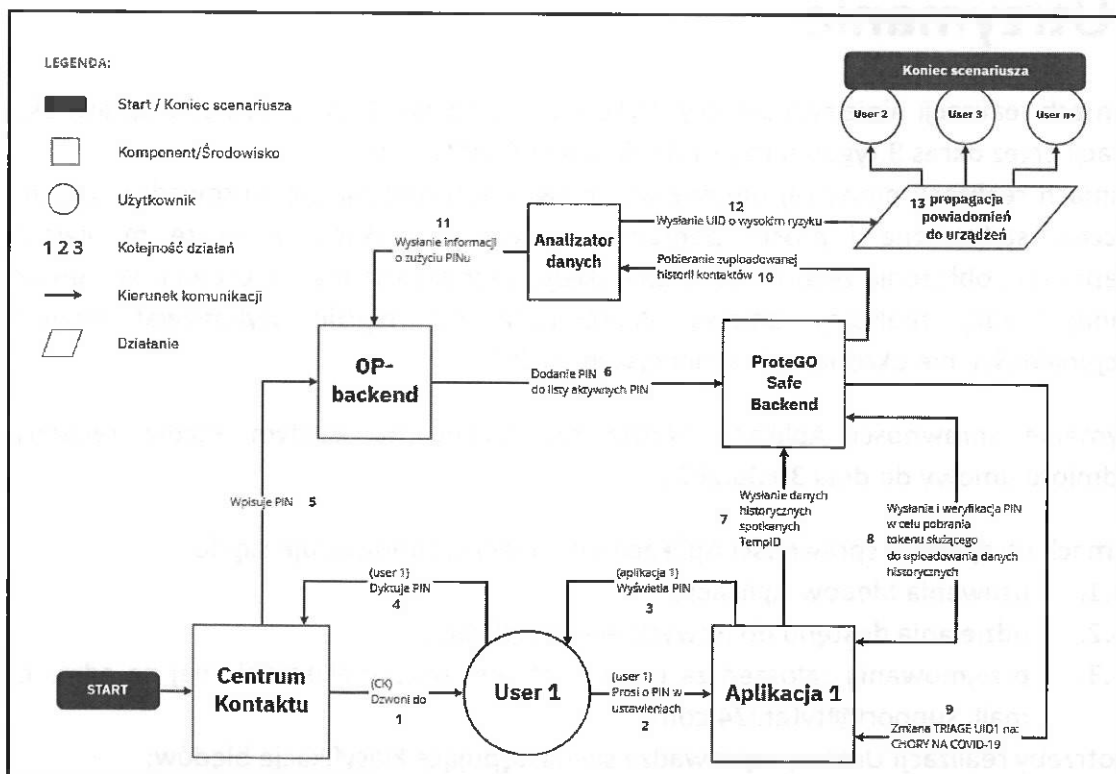 LEGENDA:
Start / Koniec scenariusza
Komponent/Środowisko
Użytkownik
1 2 3 Kolejność działań
Kierunek komunikacji
Działanie
Koniec scenariusza
User 2
User 3
User n+
13 propagacja
powiadomień
do urządzeń
12
Wysłanie UID o wysokim ryzyku
11
Wysłanie informacji
o zużyciu PINu
Analizator
danych
Pobieranie zuploadowanej
historii kontaktów 10
OP-
backend
Dodanie PIN 6
do listy aktywnych PIN
ProteGO
Safe
Backend
Wpisuje PIN 5
7
Wysłanie danych
historycznych
spotkanych
TempID
8
Wysłanie i weryfikacja PIN
w celu pobrania
tokenu służącego
do uploadowania danych
historycznych
(user 1)
Dyktuje PIN
4
(aplikacja 1)
Wyświetla PIN
3
START
Centrum
Kontaktu
(CK)
Dzwoni do
1
User 1
(user 1)
Prosi o PIN w
ustawieniach
2
Aplikacja 1
9
Zmiana TRIAGE UID1 na:
CHORY NA COVID-19